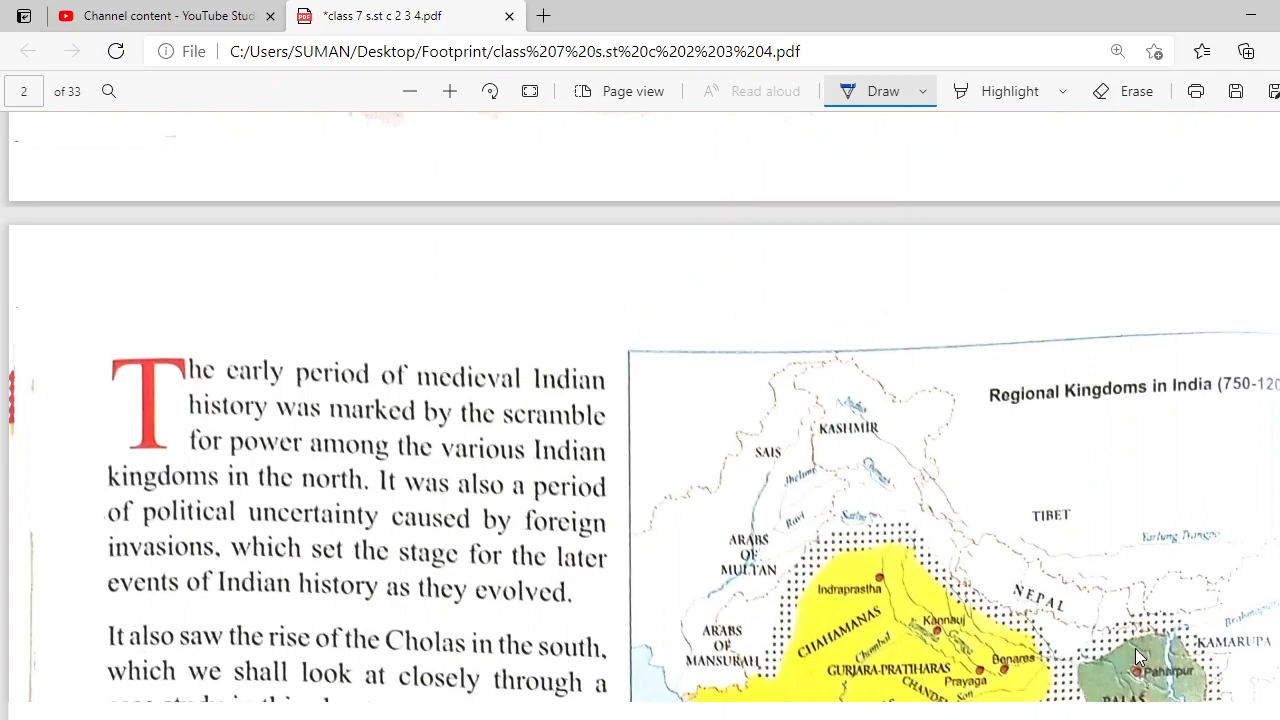 Channel content - YouTube Stud
*class 7 s.st c 2 3 4.pdf
File
C:/Users/SUMAN/Desktop/Footprint/class%207%20s.st%20c%202%203%204.pdf
2 of 33
Page view
Read aloud
Draw
Highlight
Erase
The early period of medieval Indian
history was marked by the scramble
for power among the various Indian
kingdoms in the north. It was also a period
of political uncertainty caused by foreign
invasions, which set the stage for the later
events of Indian history as they evolved.
It also saw the rise of the Cholas in the south,
which we shall look at closely through a
Regional Kingdoms in India (750-120
KASHMIR
SAIS
Jhelum
Ravi
TIBET
ARABS
OF
MULTAN
Indraprastha
NEPAL
Kannauj
CHAHAMANAS
Chambal
ARABS
OF
MANSURAH
GURJARA-PRATIHARAS
Benares
Prayaga
CHANDE
Son
KAMARUPA
Paharpur
PALAS